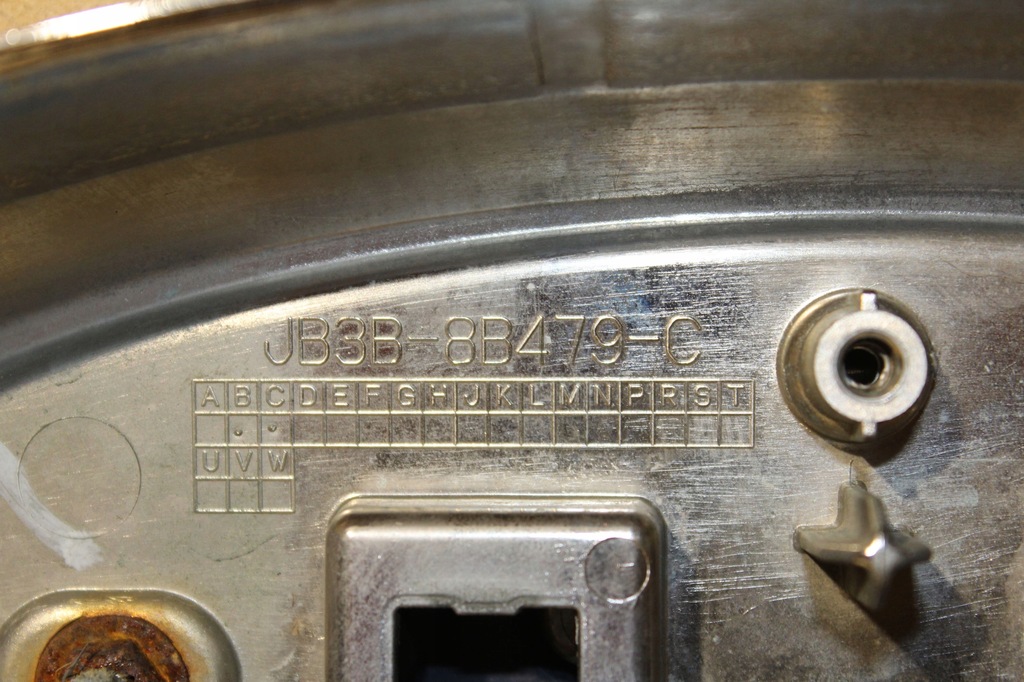 JB3B-8B479-C
A B C D E F G H J K L M N P R S T
U V W